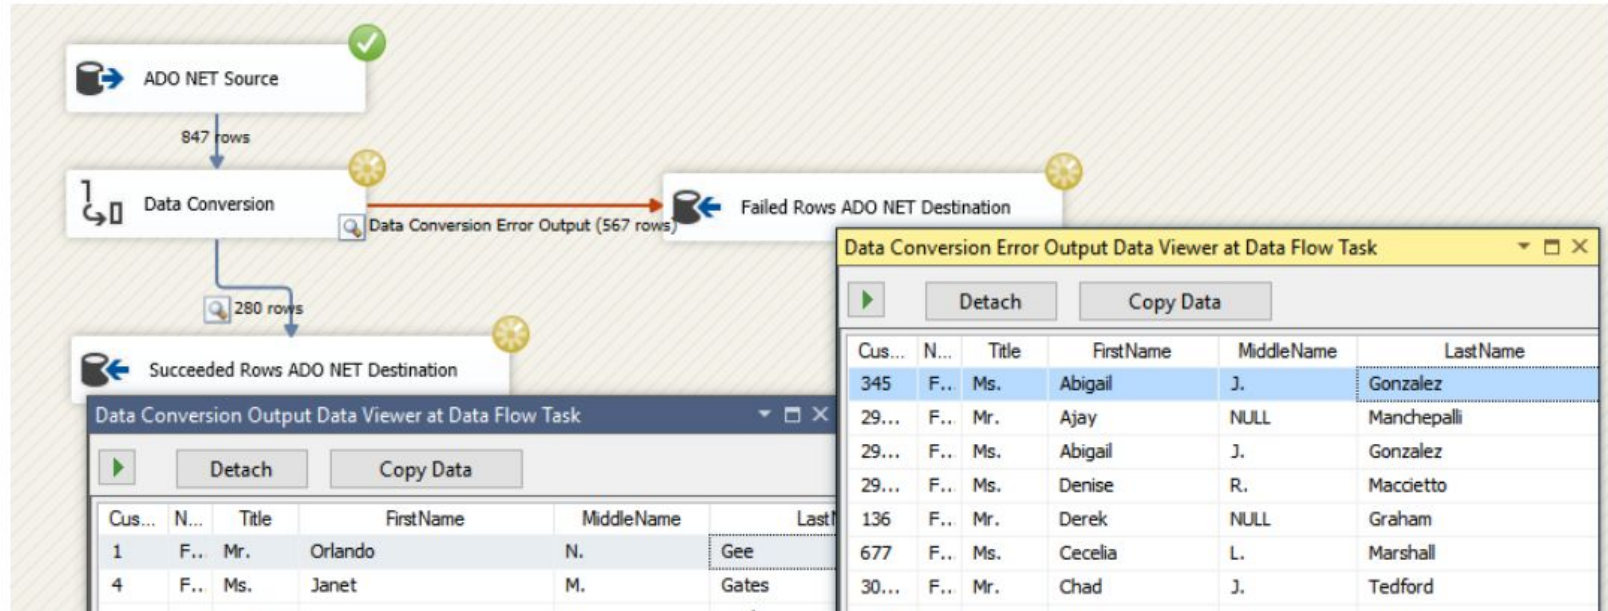 ADO NET Source
847 rows
Data Conversion
Data Conversion Error Output (567 rows)
Failed Rows ADO NET Destination
280 rows
Succeeded Rows ADO NET Destination
Data Conversion Output Data Viewer at Data Flow Task
Detach Copy Data
Cus... N... Title FirstName MiddleName LastN
1 F... Mr. Orlando N. Gee
4 F... Ms. Janet M. Gates
Data Conversion Error Output Data Viewer at Data Flow Task
Detach Copy Data
Cus... N... Title FirstName MiddleName LastName
345 F... Ms. Abigail J. Gonzalez
29... F... Mr. Ajay NULL Manchepalli
29... F... Ms. Abigail J. Gonzalez
29... F... Ms. Denise R. Maccietto
136 F... Mr. Derek NULL Graham
677 F... Ms. Cecelia L. Marshall
30... F... Mr. Chad J. Tedford